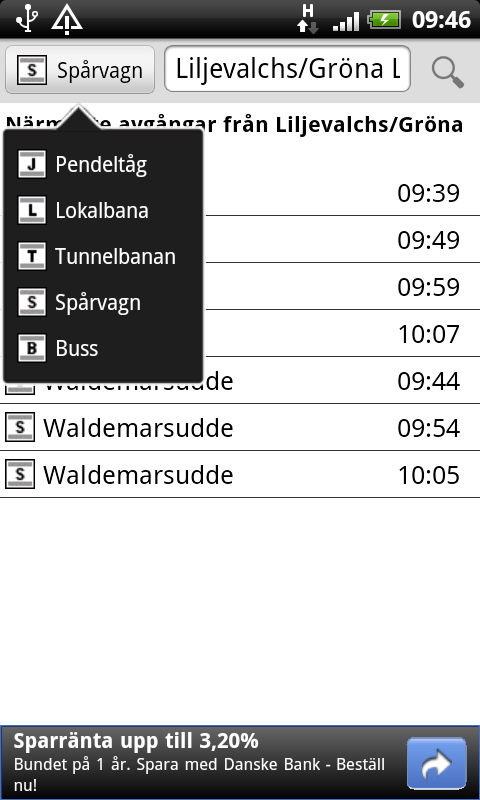 H
09:46
S Spårvagn
Liljevalchs/Gröna L
avgångar från Liljevalchs/Gröna
J Pendeltåg
L Lokalbana
T Tunnelbanan
S Spårvagn
B Buss
09:39
09:49
09:59
10:07
Waldemarsudde 09:44
S Waldemarsudde 09:54
S Waldemarsudde 10:05
Sparränta upp till 3,20%
Bundet på 1 år. Spara med Danske Bank - Beställ
nu!